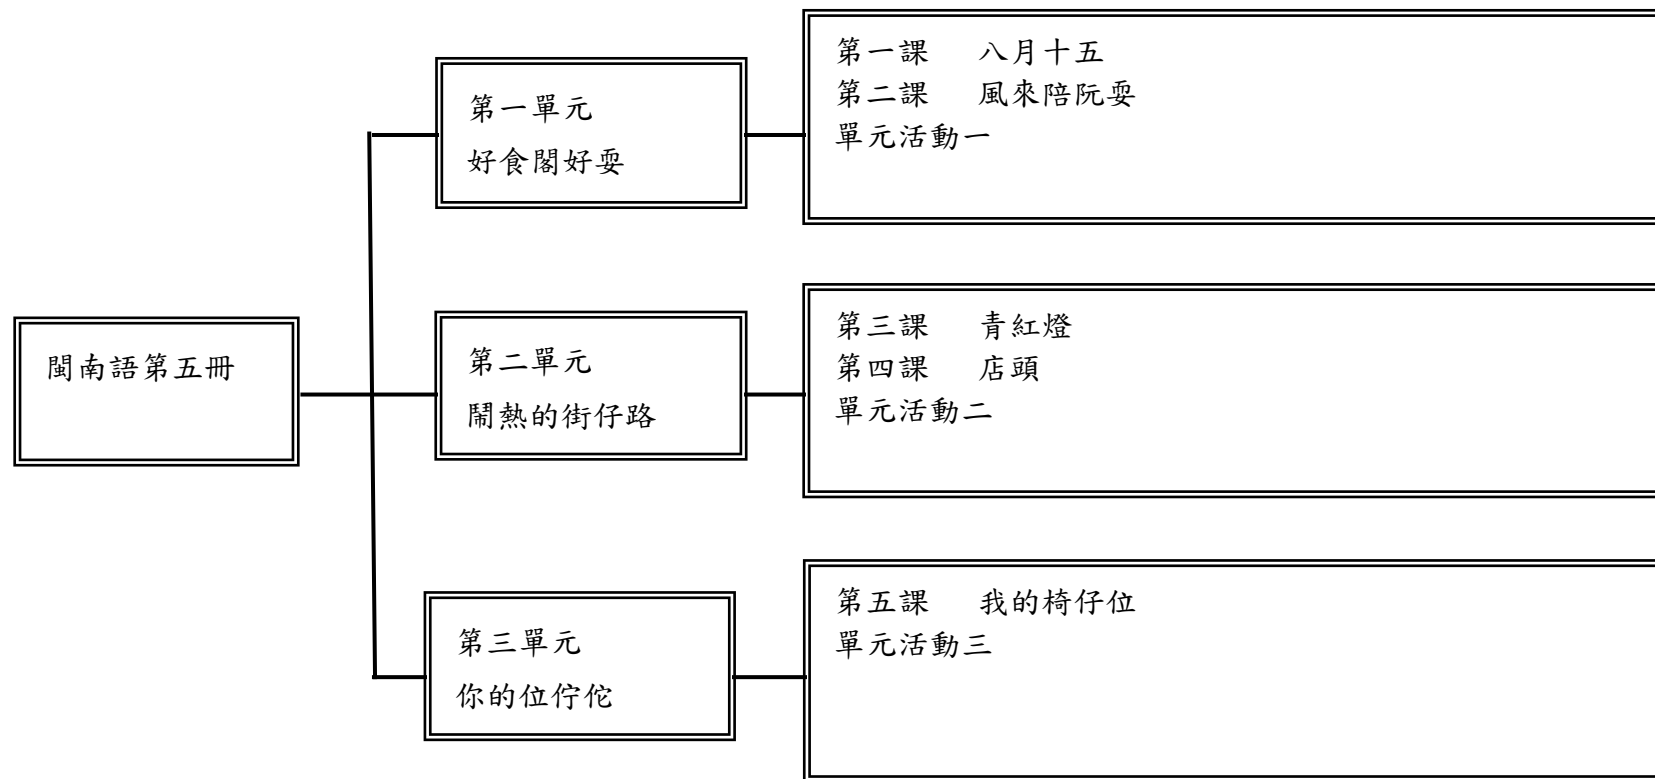 閩南語第五冊
第一單元
好食閣好耍
第一課 八月十五
第二課 風來陪阮耍
單元活動一
第二單元
鬧熱的街仔路
第三課 青紅燈
第四課 店頭
單元活動二
第三單元
你的位佇佗
第五課 我的椅仔位
單元活動三